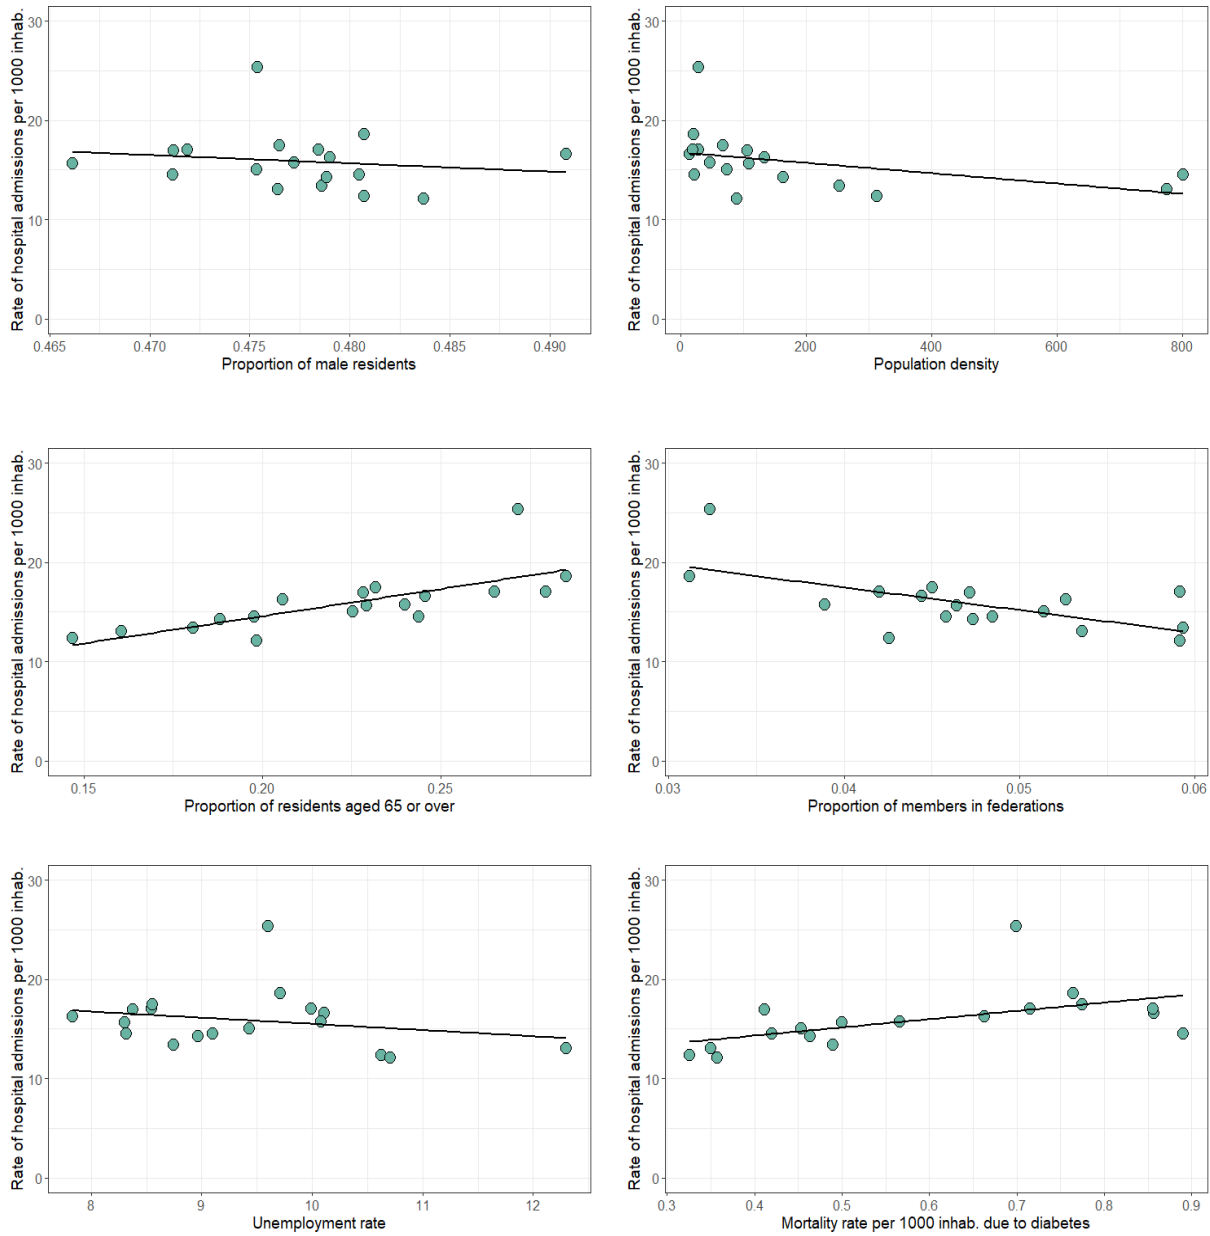 Rate of hospital admissions per 1000 inhab.
30
20
10
0
0.465 0.470 0.475 0.480 0.485 0.490
Proportion of male residents
Rate of hospital admissions per 1000 inhab.
30
20
10
0
0 200 400 600 800
Population density
Rate of hospital admissions per 1000 inhab.
30
20
10
0
0.15 0.20 0.25
Proportion of residents aged 65 or over
Rate of hospital admissions per 1000 inhab.
30
20
10
0
0.03 0.04 0.05 0.06
Proportion of members in federations
Rate of hospital admissions per 1000 inhab.
30
20
10
0
8 9 10 11 12
Unemployment rate
Rate of hospital admissions per 1000 inhab.
30
20
10
0
0.3 0.4 0.5 0.6 0.7 0.8 0.9
Mortality rate per 1000 inhab. due to diabetes